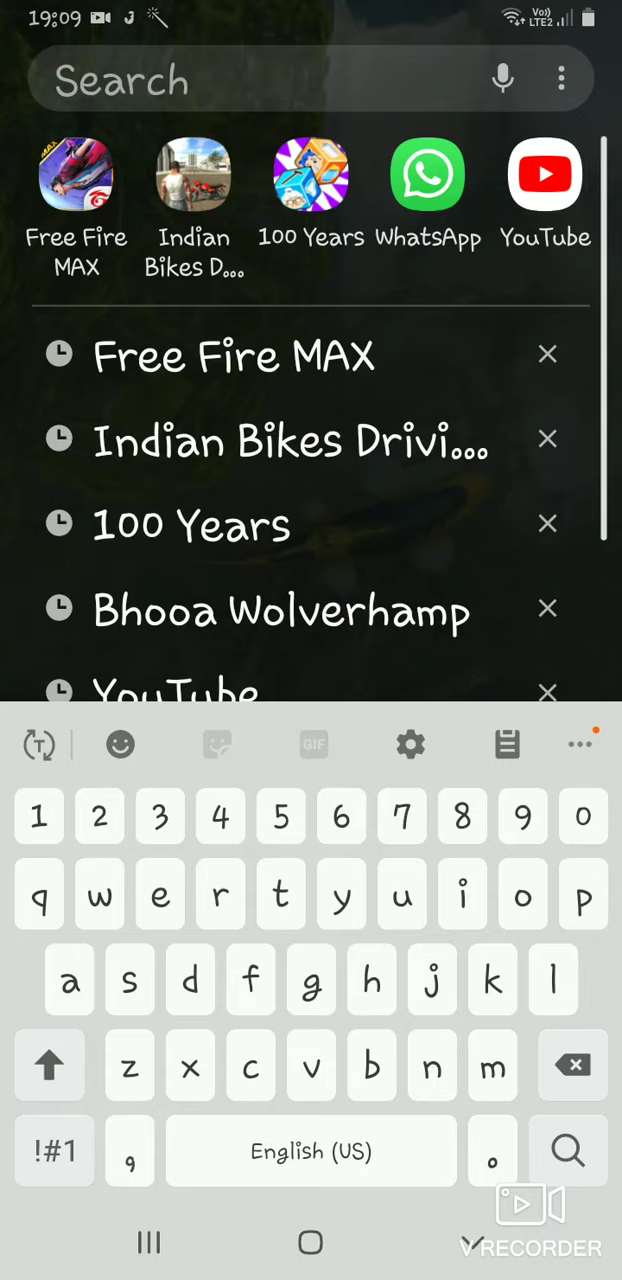 19:09
Vo))
LTE2
Search
MAX
Free Fire
MAX
Indian
Bikes D...
100 Years
WhatsApp
YouTube
Free Fire MAX
Indian Bikes Drivi...
100 Years
Bhooa Wolverhamp
YouTube
T
GIF
1 2 3 4 5 6 7 8 9 0
q w e r t y u i o p
a s d f g h j k l
z x c v b n m
!#1 , English (US) .
V RECORDER